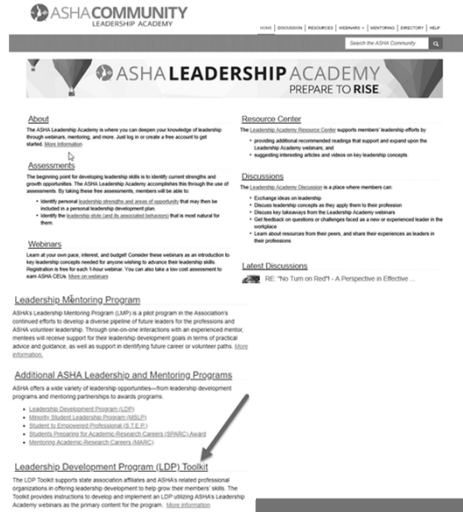 ASHA COMMUNITY
LEADERSHIP ACADEMY
HOME DISCUSSION RESOURCES WEBINARS MENTORING DIRECTORY HELP
Search the ASHA Community
ASHA LEADERSHIP ACADEMY
PREPARE TO RISE
About
The ASHA Leadership Academy is where you can deepen your knowledge of leadership
through webinars, mentoring, and more. Just log in or create a free account to get
started. More Information
Assessments
The beginning point for developing leadership skills is to identify current strengths and
growth opportunities. The ASHA Leadership Academy accomplishes this through the use of
assessments. By taking these free assessments, members will be able to:
• Identify personal leadership strengths and areas of opportunity that may then be
included in a personal leadership development plan
• Identify the leadership style (and its associated behaviors) that is most natural for
them.
Webinars
Learn at your own pace, interest, and budget! Consider these webinars as an introduction to
key leadership concepts needed for anyone wishing to advance their leadership skills
Registration is free for each 1-hour webinar. You can also take a low cost assessment to
earn ASHA CEUs. More on webinars
Resource Center
The Leadership Academy Resource Center supports members' leadership efforts by
• providing additional recommended readings that support and expand upon the
Leadership Academy webinars; and
• suggesting interesting articles and videos on key leadership concepts.
Discussions
The Leadership Academy Discussion is a place where members can:
• Exchange ideas on leadership
• Discuss leadership concepts as they apply to their profession
• Discuss key takeaways from the Leadership Academy webinars
• Get feedback on questions or challenges faced as a new or experienced leader in the
workplace
• Learn about resources from their peers, and share their experiences as leaders in
their professions
Latest Discussions
RE: "No Turn on Red"! - A Perspective in Effective ...
Leadership Mentoring Program
ASHA's Leadership Mentoring Program (LMP) is a pilot program in the Association's
continued efforts to develop a diverse pipeline of future leaders for the professions and
ASHA volunteer leadership. Through one-on-one interactions with an experienced mentor,
mentees will receive support for their leadership development goals in terms of practical
advice and guidance, as well as support in identifying future career or volunteer paths. More
information.
Additional ASHA Leadership and Mentoring Programs
ASHA offers a wide variety of leadership opportunities—from leadership development
programs and mentoring partnerships to awards programs.
• Leadership Development Program (LDP)
• Minority Student Leadership Program (MSLP)
• Student to Empowered Professional (S.T.E.P.)
• Students Preparing for Academic-Research Careers (SPARC) Award
• Mentoring Academic-Research Careers (MARC)
Leadership Development Program (LDP) Toolkit
The LDP Toolkit supports state association affiliates and ASHA's related professional
organizations in offering leadership development to help grow their members' skills. The
Toolkit provides instructions to develop and implement an LDP utilizing ASHA's Leadership
Academy webinars as the primary content for the program. More information